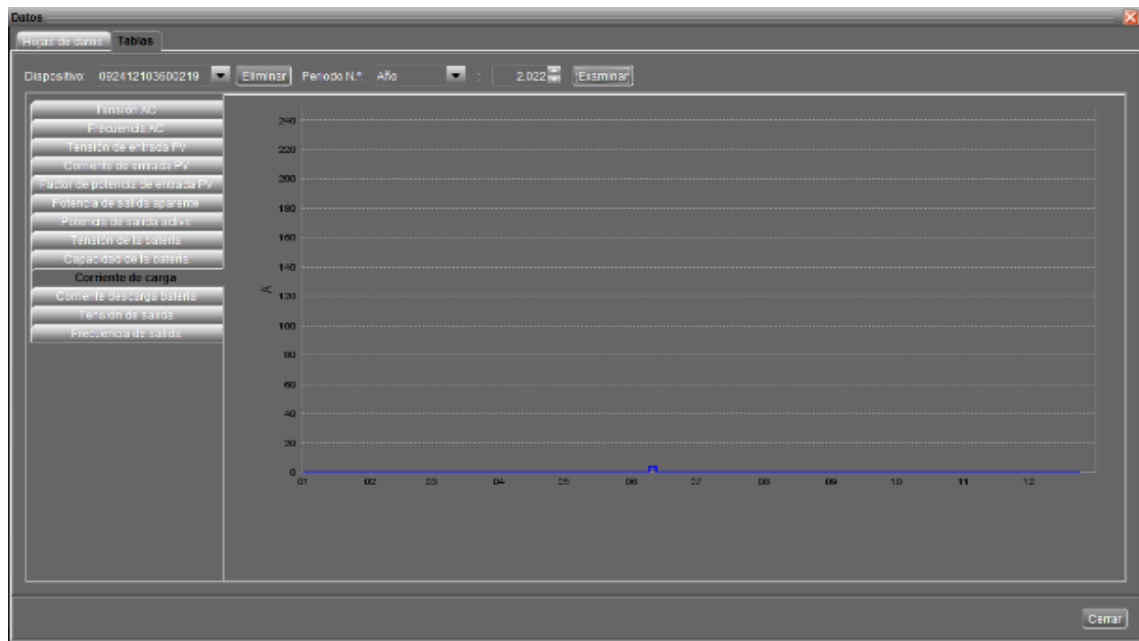 Datos
Hojas de datos Tablas
Dispositivo: 092412103600219 Eliminar Periodo N.º Año : 2.022 Examinar
Tensión AC
Frecuencia AC
Tensión de entrada PV
Corriente de entrada PV
Factor de potencia de entrada PV
Potencia de salida aparente
Potencia de salida activa
Tensión de la batería
Capacidad de la batería
Corriente de carga
Corriente descarga batería
Tensión de salida
Frecuencia de salida
240
220
200
180
160
140
A
120
100
80
60
40
20
0
01 02 03 04 05 06 07 08 09 10 11 12
Cerrar